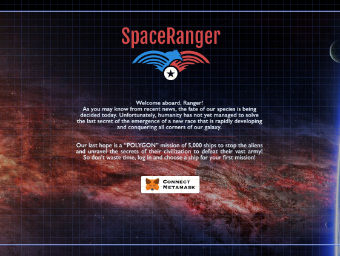 SpaceRanger
Welcome aboard, Ranger!
As you may know from recent news, the fate of our species is being
decided today. Unfortunately, humanity has not yet managed to solve
the last secret of the emergence of a new race that is rapidly developing
and conquering all corners of our galaxy.
Our last hope is a "POLYGON" mission of 5,000 ships to stop the aliens
and unravel the secrets of their civilization to defeat their vast army!
So don't waste time, log in and choose a ship for your first mission!
CONNECT
METAMASK